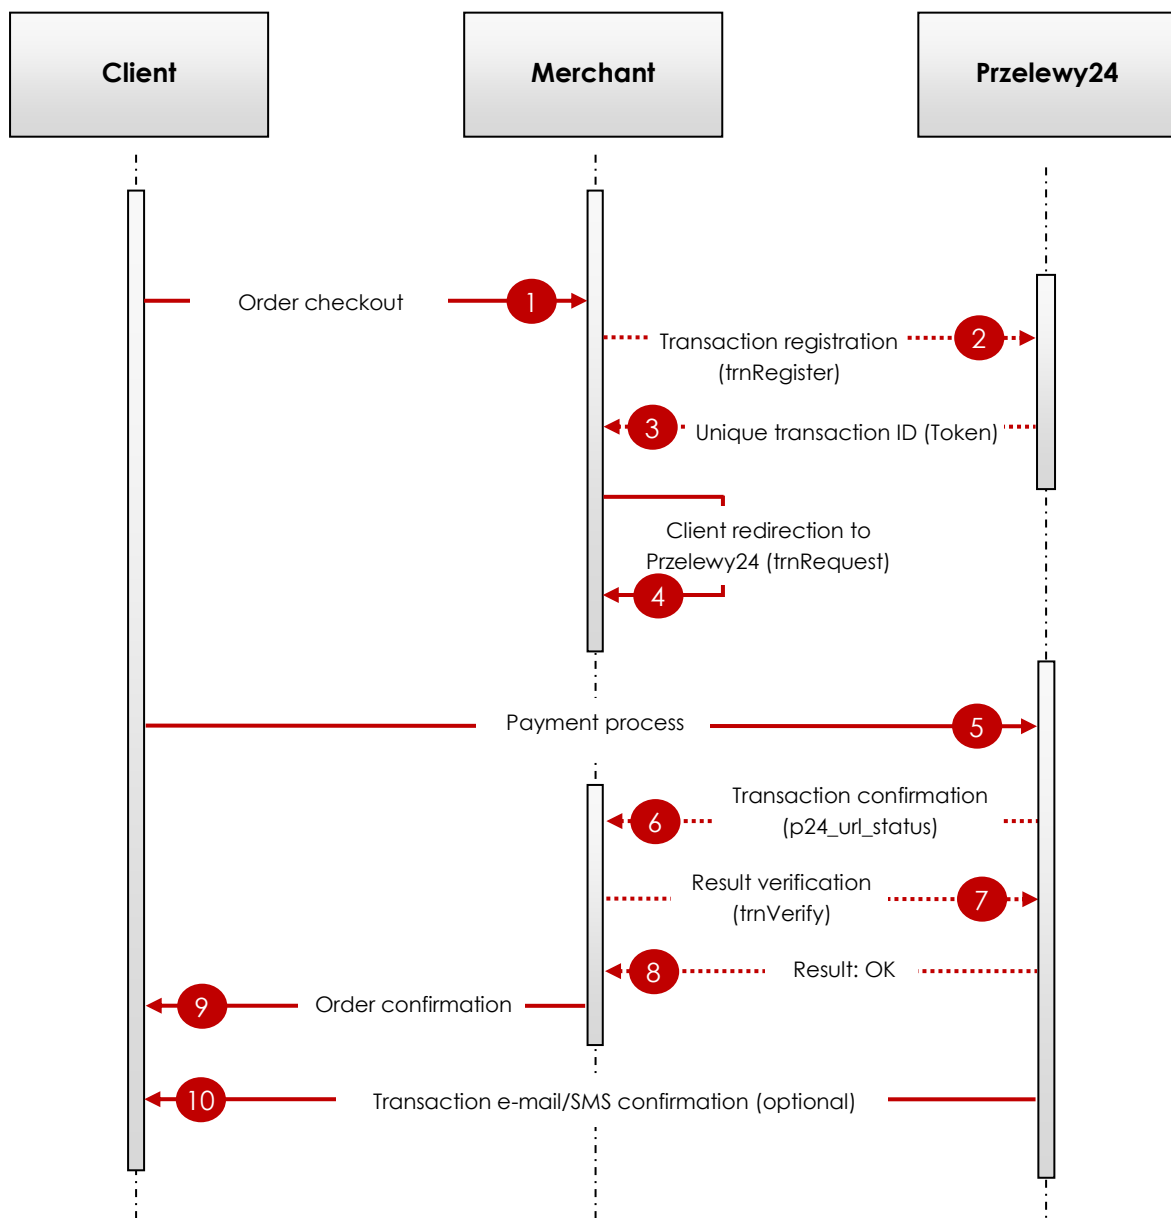 Client
Merchant
Przelewy24
Order checkout
1
Transaction registration
(trnRegister)
2
3
Unique transaction ID (Token)
Client redirection to
Przelewy24 (trnRequest)
4
Payment process
5
Transaction confirmation
(p24_url_status)
6
Result verification
(trnVerify)
7
8
Result: OK
9
Order confirmation
10
Transaction e-mail/SMS confirmation (optional)